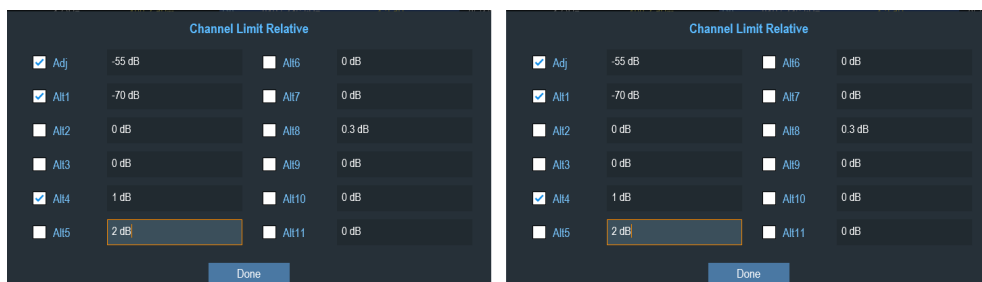 Channel Limit Relative
Adj -55 dB Alt6 0 dB
Alt1 -70 dB Alt7 0 dB
Alt2 0 dB Alt8 0.3 dB
Alt3 0 dB Alt9 0 dB
Alt4 1 dB Alt10 0 dB
Alt5 2 dB Alt11 0 dB
Done
Channel Limit Relative
Adj -55 dB Alt6 0 dB
Alt1 -70 dB Alt7 0 dB
Alt2 0 dB Alt8 0.3 dB
Alt3 0 dB Alt9 0 dB
Alt4 1 dB Alt10 0 dB
Alt5 2 dB Alt11 0 dB
Done